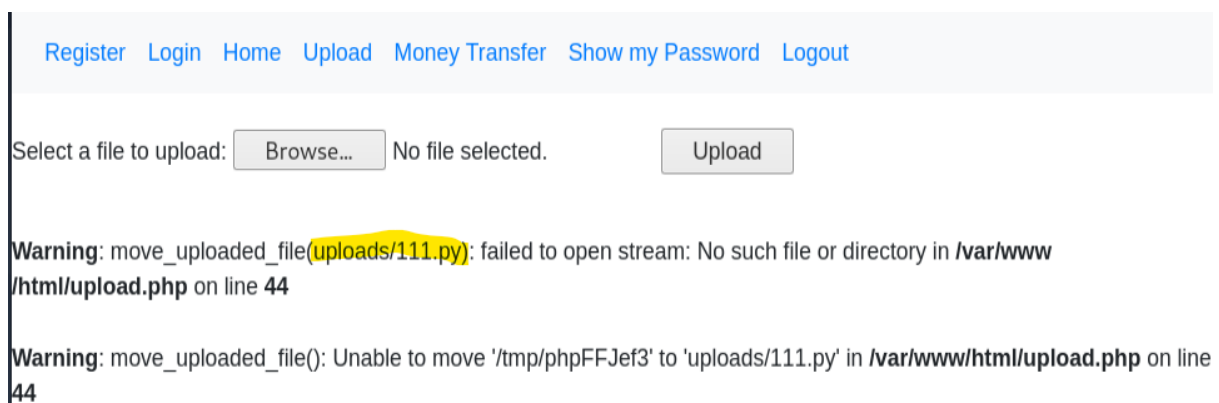 Register Login Home Upload Money Transfer Show my Password Logout
Select a file to upload: Browse... No file selected. Upload
Warning: move_uploaded_file(uploads/111.py): failed to open stream: No such file or directory in /var/www
/html/upload.php on line 44
Warning: move_uploaded_file(): Unable to move '/tmp/phpFFJef3' to 'uploads/111.py' in /var/www/html/upload.php on line
44